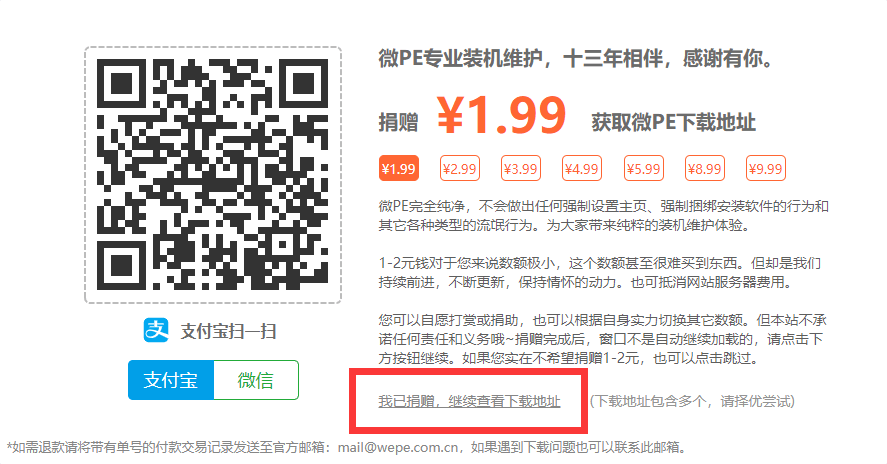 微PE专业装机维护，十三年相伴，感谢有你。
捐赠 ¥1.99 获取微PE下载地址
¥1.99 ¥2.99 ¥3.99 ¥4.99 ¥5.99 ¥8.99 ¥9.99
微PE完全纯净，不会做出任何强制设置主页、强制捆绑安装软件的行为和
其它各种类型的流氓行为。为大家带来纯粹的装机维护体验。
1-2元钱对于您来说数额极小，这个数额甚至很难买到东西。但却是我们
持续前进，不断更新，保持情怀的动力。也可抵消网站服务器费用。
您可以自愿打赏或捐助，也可以根据自身实力切换其它数额。但本站不承
诺任何责任和义务哦~捐赠完成后，窗口不是自动继续加载的，请点击下
方按钮继续。如果您实在不希望捐赠1-2元，也可以点击跳过。
支 支付宝扫一扫
支付宝 微信
我已捐赠，继续查看下载地址 (下载地址包含多个，请择优尝试)
*如需退款请将带有单号的付款交易记录发送至官方邮箱：mail@wepe.com.cn，如果遇到下载问题也可以联系此邮箱。